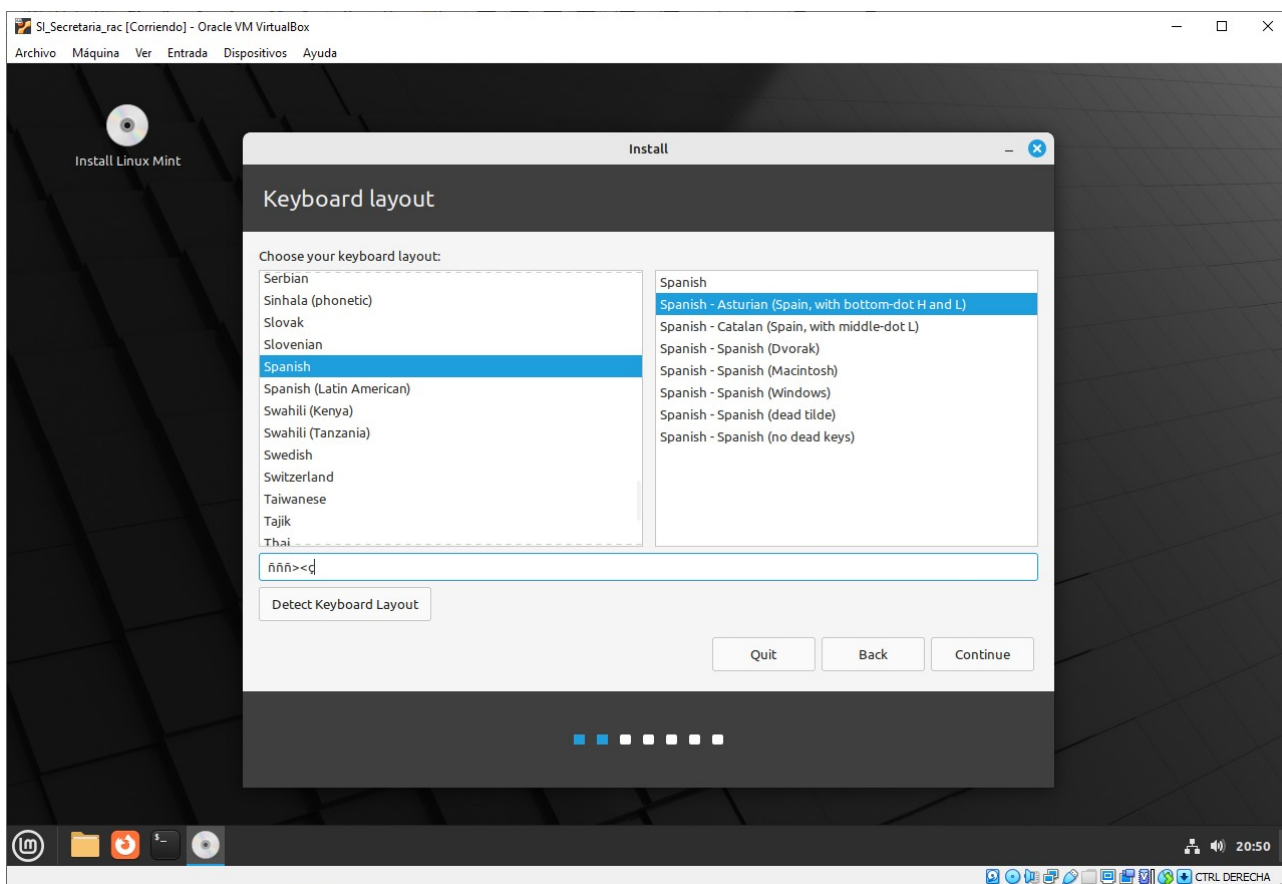 SI_Secretaria_rac [Corriendo] - Oracle VM VirtualBox
Archivo Máquina Ver Entrada Dispositivos Ayuda
Install Linux Mint
Install
Keyboard layout
Choose your keyboard layout:
Serbian
Sinhala (phonetic)
Slovak
Slovenian
Spanish
Spanish (Latin American)
Swahili (Kenya)
Swahili (Tanzania)
Swedish
Switzerland
Taiwanese
Tajik
Thai
Spanish
Spanish - Asturian (Spain, with bottom-dot H and L)
Spanish - Catalan (Spain, with middle-dot L)
Spanish - Spanish (Dvorak)
Spanish - Spanish (Macintosh)
Spanish - Spanish (Windows)
Spanish - Spanish (dead tilde)
Spanish - Spanish (no dead keys)
ñññ><ç
Detect Keyboard Layout
Quit Back Continue
20:50
CTRL DERECHA